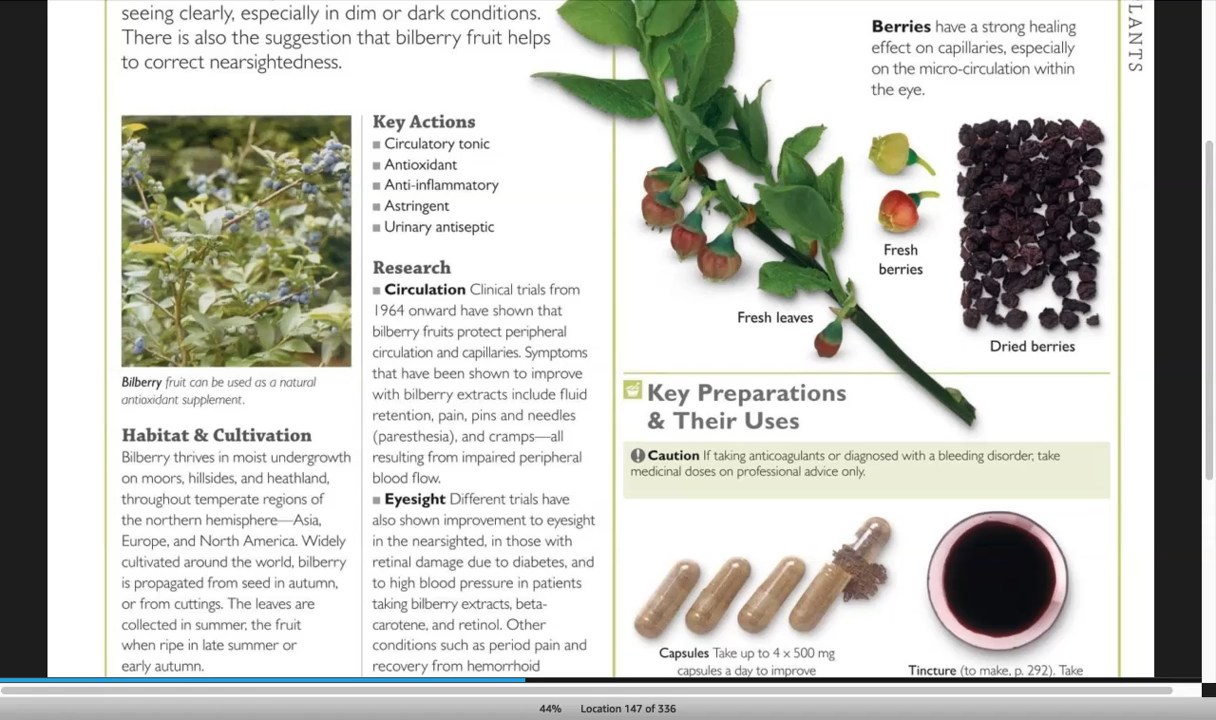 seeing clearly, especially in dim or dark conditions.
There is also the suggestion that bilberry fruit helps
to correct nearsightedness.
Bilberry fruit can be used as a natural
antioxidant supplement.
Habitat & Cultivation
Bilberry thrives in moist undergrowth
on moors, hillsides, and heathland,
throughout temperate regions of
the northern hemisphere—Asia,
Europe, and North America. Widely
cultivated around the world, bilberry
is propagated from seed in autumn,
or from cuttings. The leaves are
collected in summer, the fruit
when ripe in late summer or
early autumn.
Key Actions
■ Circulatory tonic
■ Antioxidant
■ Anti-inflammatory
■ Astringent
■ Urinary antiseptic
Research
■ Circulation Clinical trials from
1964 onward have shown that
bilberry fruits protect peripheral
circulation and capillaries. Symptoms
that have been shown to improve
with bilberry extracts include fluid
retention, pain, pins and needles
(paresthesia), and cramps—all
resulting from impaired peripheral
blood flow.
■ Eyesight Different trials have
also shown improvement to eyesight
in the nearsighted, in those with
retinal damage due to diabetes, and
to high blood pressure in patients
taking bilberry extracts, beta-
carotene, and retinol. Other
conditions such as period pain and
recovery from hemorrhoid
Berries have a strong healing
effect on capillaries, especially
on the micro-circulation within
the eye.
Fresh
berries
Fresh leaves
Dried berries
LANTS
Key Preparations
& Their Uses
Caution If taking anticoagulants or diagnosed with a bleeding disorder, take
medicinal doses on professional advice only.
Capsules Take up to 4 x 500 mg
capsules a day to improve
Tincture (to make, p. 292). Take
44% Location 147 of 336